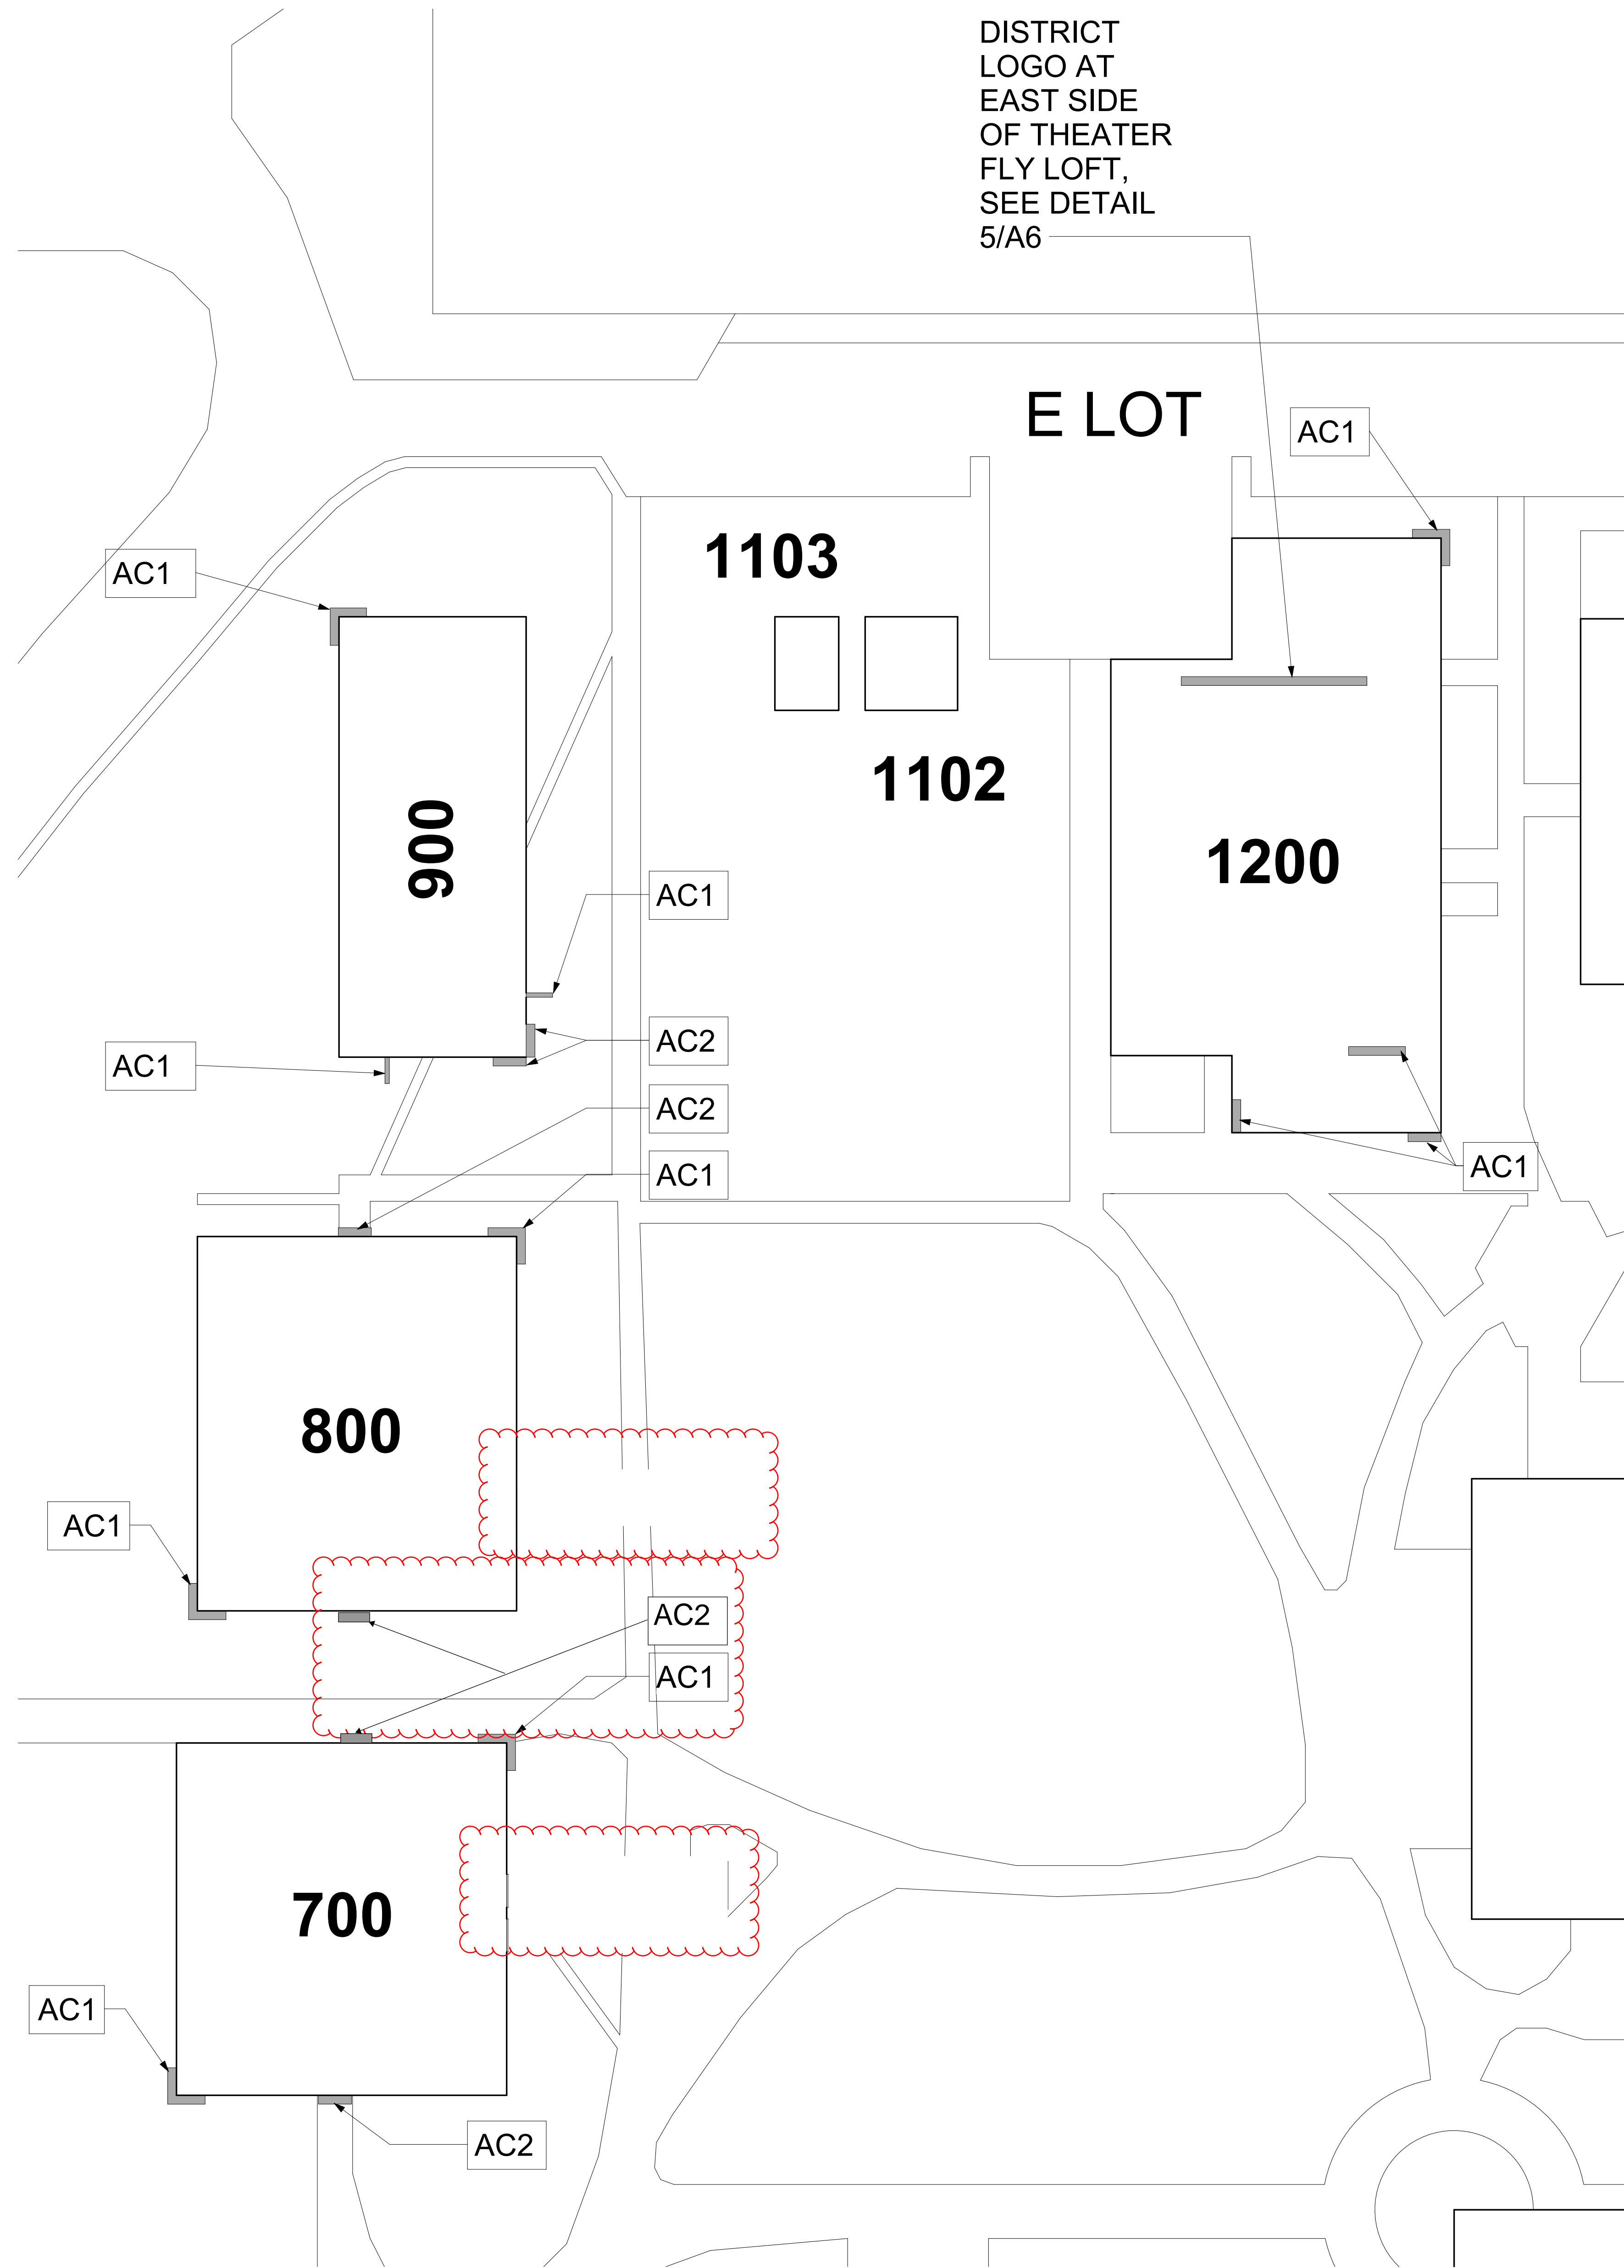 DISTRICT
LOGO AT
EAST SIDE
OF THEATER
FLY LOFT,
SEE DETAIL
5/A6
E LOT
AC1
1103
AC1
1102
900
1200
AC1
AC2
AC1
AC2
AC1
AC1
800
AC1
AC2
AC1
700
AC1
AC2